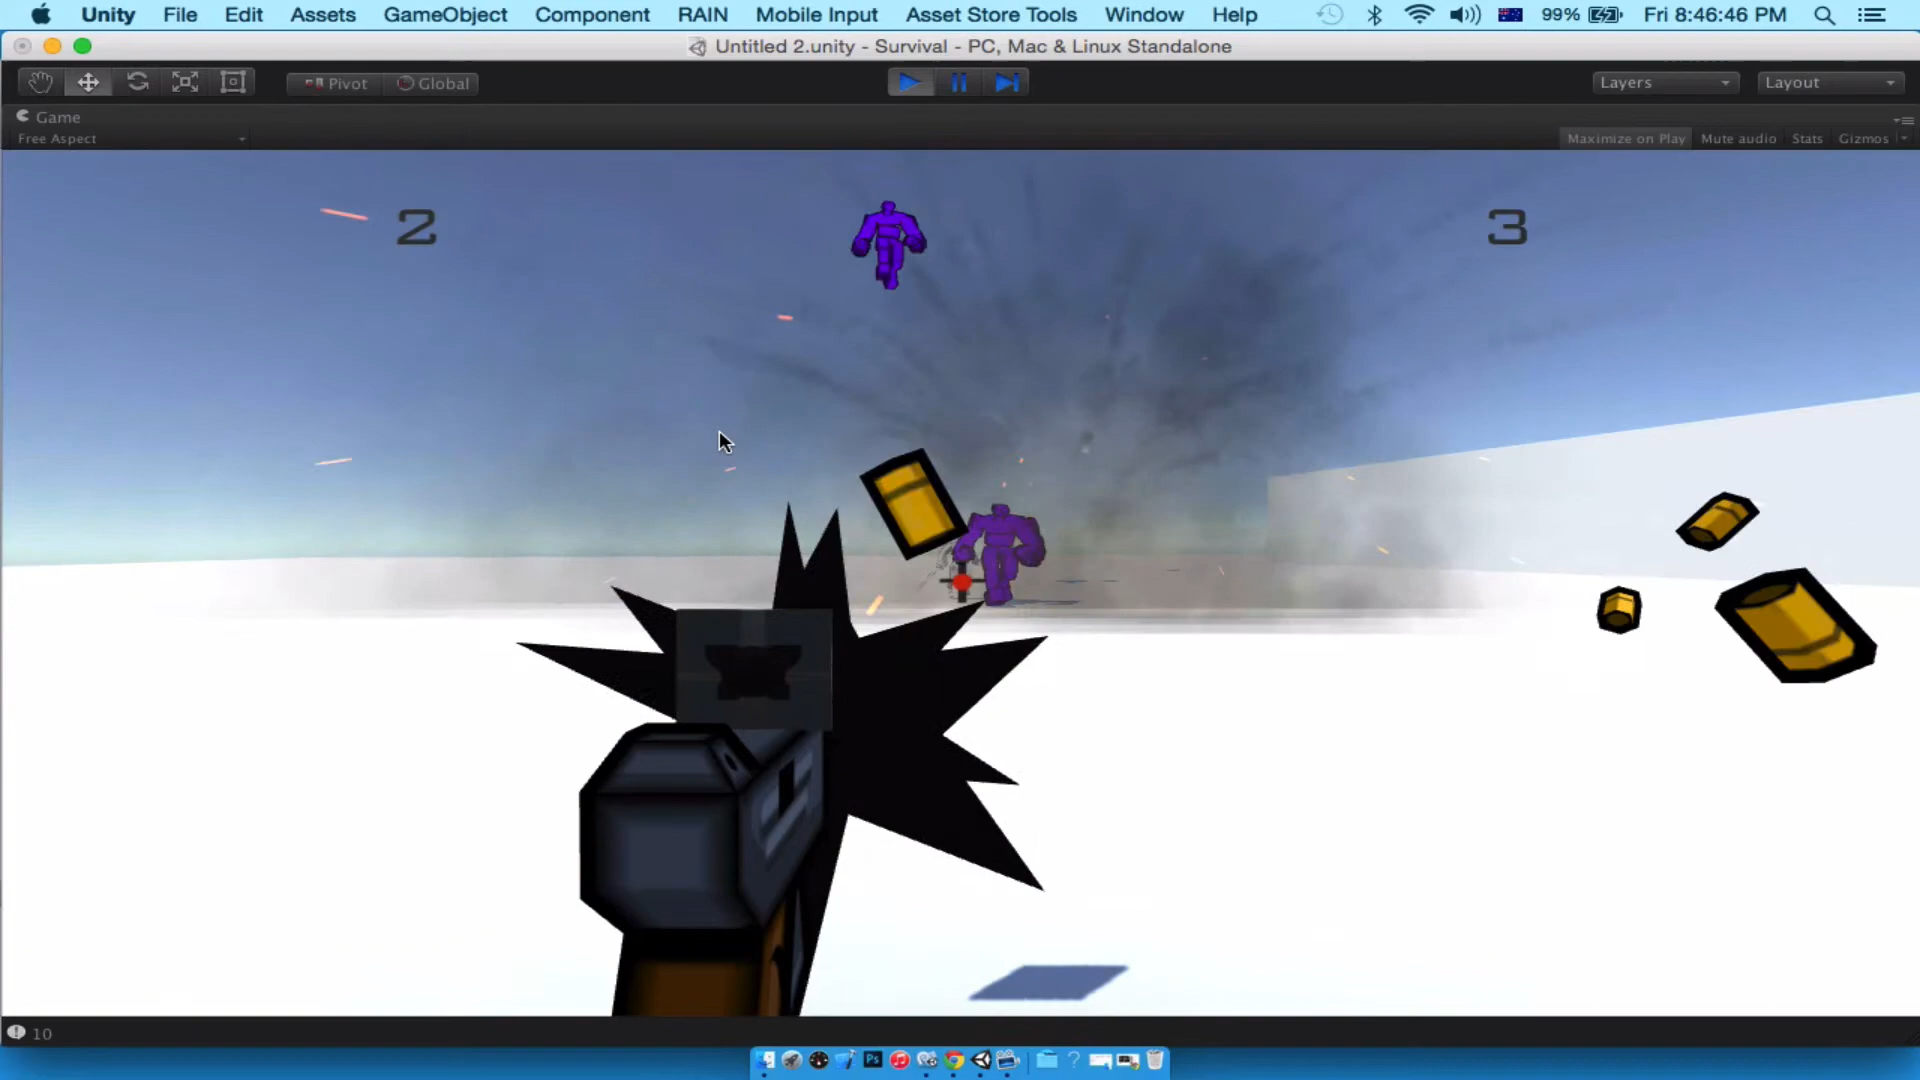 Unity File Edit Assets GameObject Component RAIN Mobile Input Asset Store Tools Window Help 99% Fri 8:46:46 PM
Untitled 2.unity - Survival - PC, Mac & Linux Standalone
Pivot Global Layers Layout
Game
Free Aspect Maximize on Play Mute audio Stats Gizmos
2 3
10
Ps ?